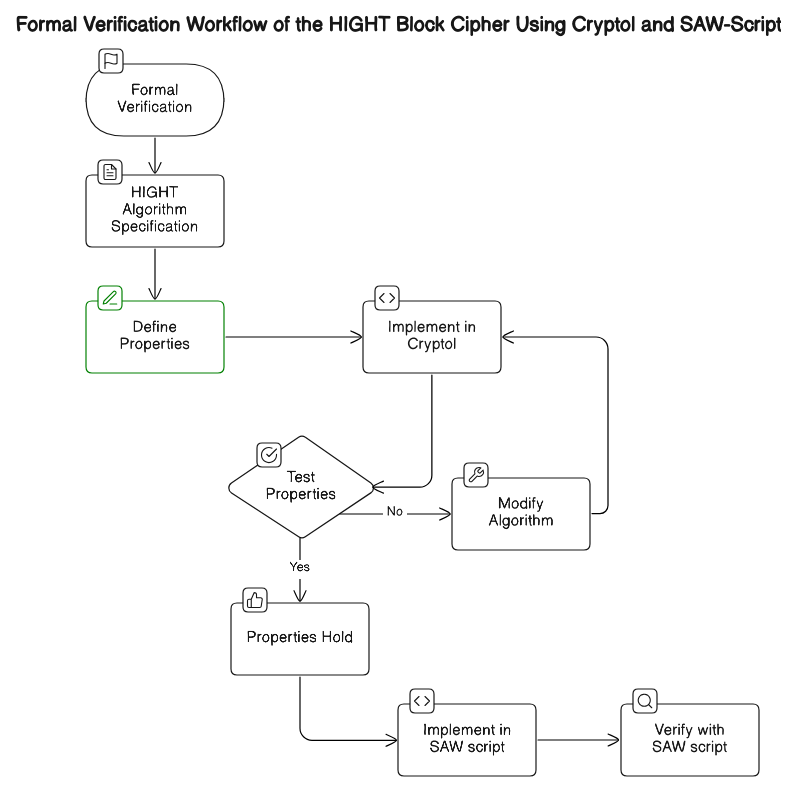 Formal Verification Workflow of the HIGHT Block Cipher Using Cryptol and SAW-Script
Formal
Verification
HIGHT
Algorithm
Specification
Define
Properties
Implement in
Cryptol
Test
Properties
No
Modify
Algorithm
Yes
Properties Hold
Implement in
SAW script
Verify with
SAW script